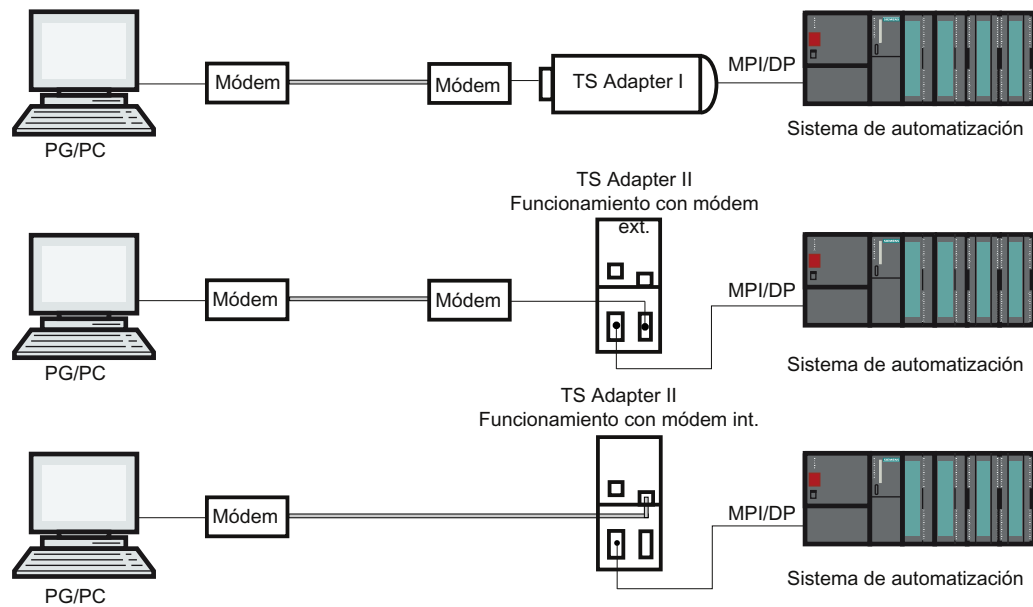 Módem
Módem
TS Adapter I
MPI/DP
PG/PC
Sistema de automatización
TS Adapter II
Funcionamiento con módem
ext.
Módem
Módem
MPI/DP
PG/PC
Sistema de automatización
TS Adapter II
Funcionamiento con módem int.
Módem
MPI/DP
PG/PC
Sistema de automatización